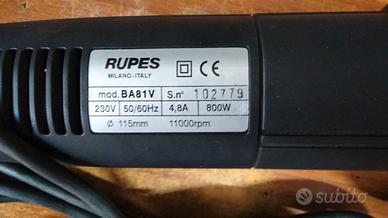 RUPES
MILANO-ITALY
CE
mod. BA81V S.n° 102779
230V 50/60Hz 4,8A 800W
Ø 115mm 11000rpm
subito